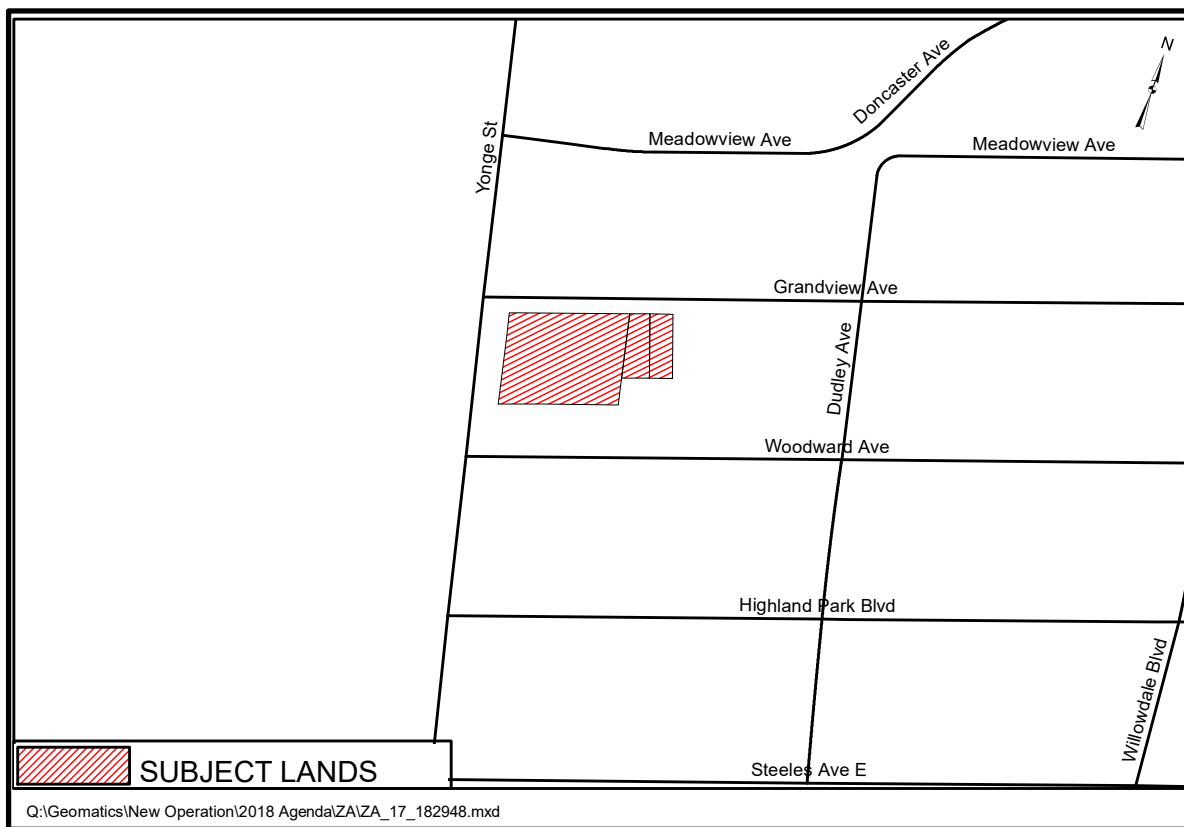 N
Doncaster Ave
Meadowview Ave
Meadowview Ave
Yonge St
Grandview Ave
Dudley Ave
Woodward Ave
Highland Park Blvd
Willowdale Blvd
Steeles Ave E
SUBJECT LANDS
Q:\Geomatics\New Operation\2018 Agenda\ZA\ZA_17_182948.mxd